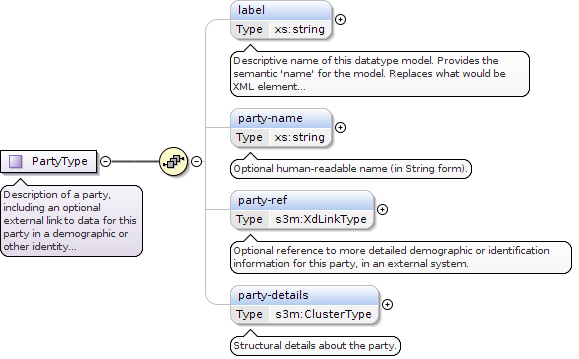 label
Type xs:string
Descriptive name of this datatype model. Provides the
semantic 'name' for the model. Replaces what would be
XML element...
party-name
Type xs:string
Optional human-readable name (in String form).
PartyType
Description of a party,
including an optional
external link to data for this
party in a demographic or
other identity...
party-ref
Type s3m:XdLinkType
Optional reference to more detailed demographic or identification
information for this party, in an external system.
party-details
Type s3m:ClusterType
Structural details about the party.